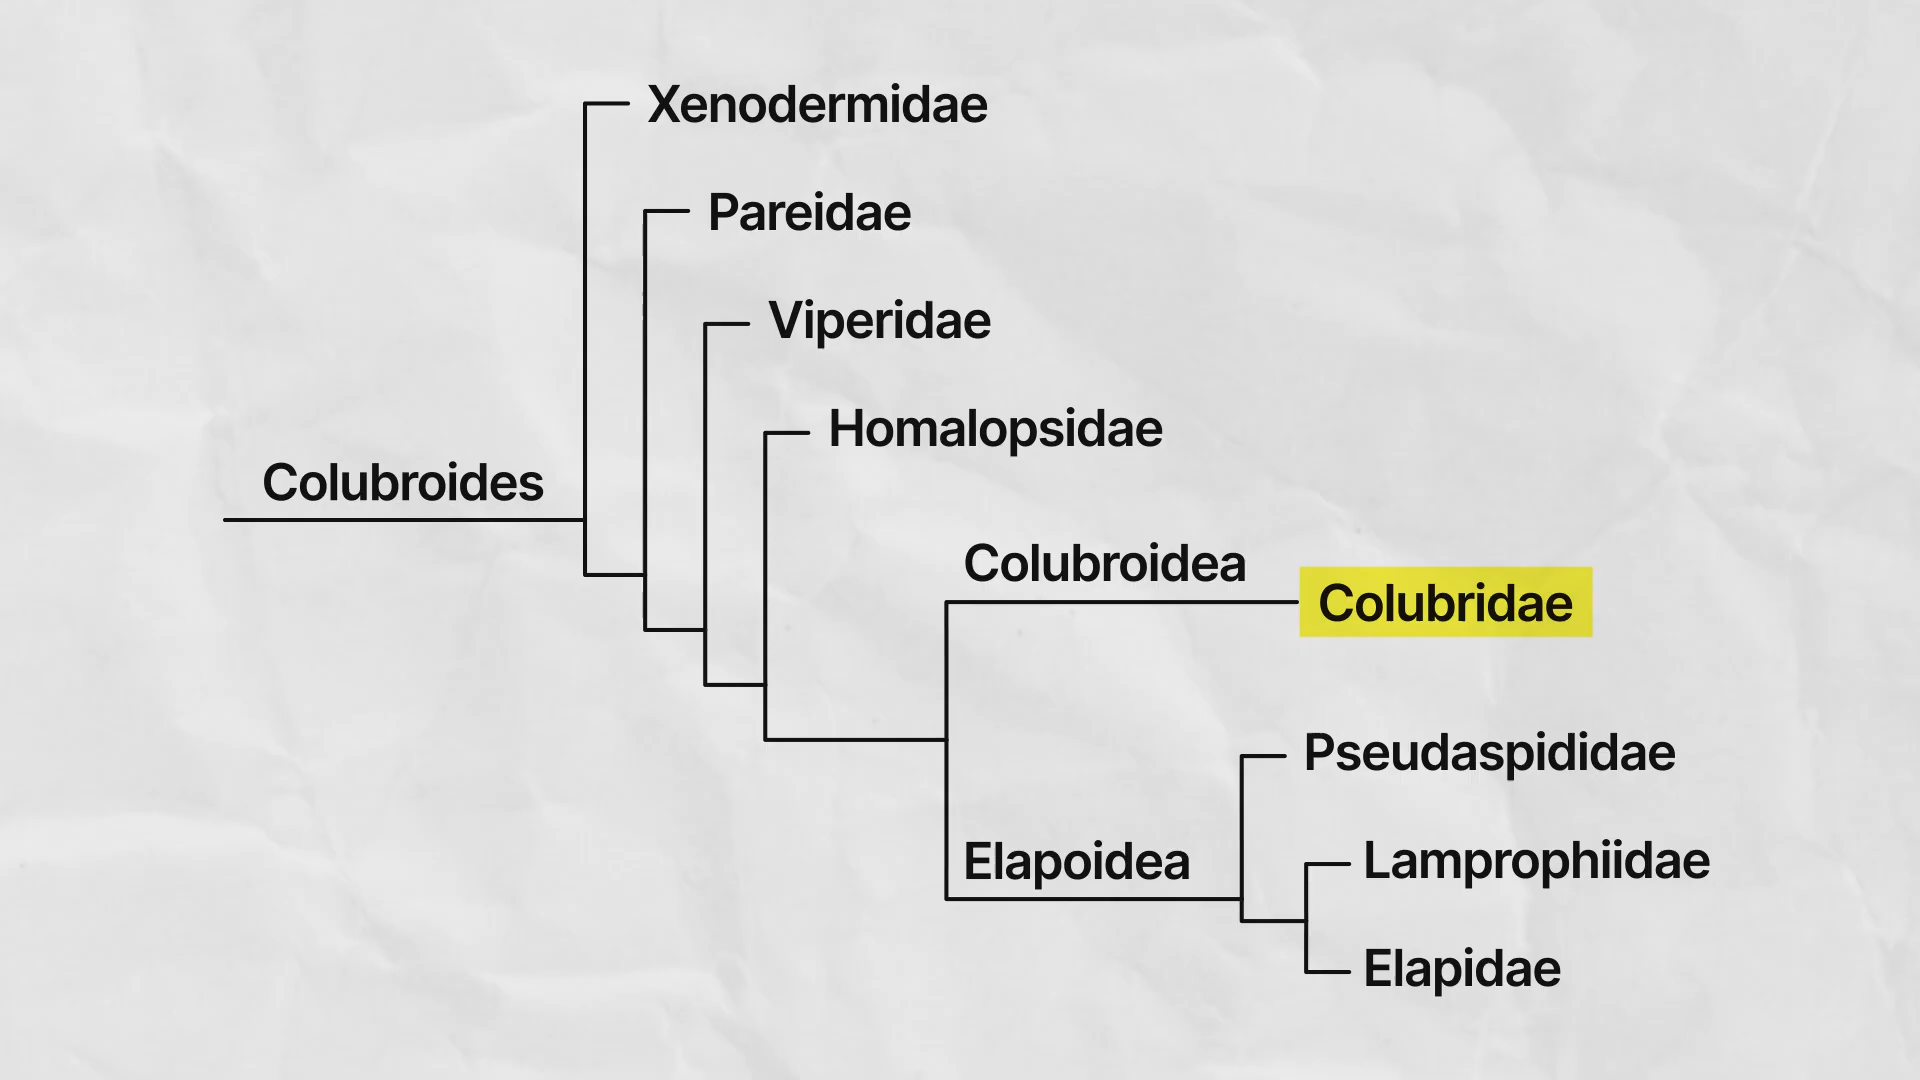 Xenodermidae
Pareidae
Viperidae
Homalopsidae
Colubroides
Colubroidea
Colubridae
Pseudaspididae
Elapoidea
Lamprophiidae
Elapidae